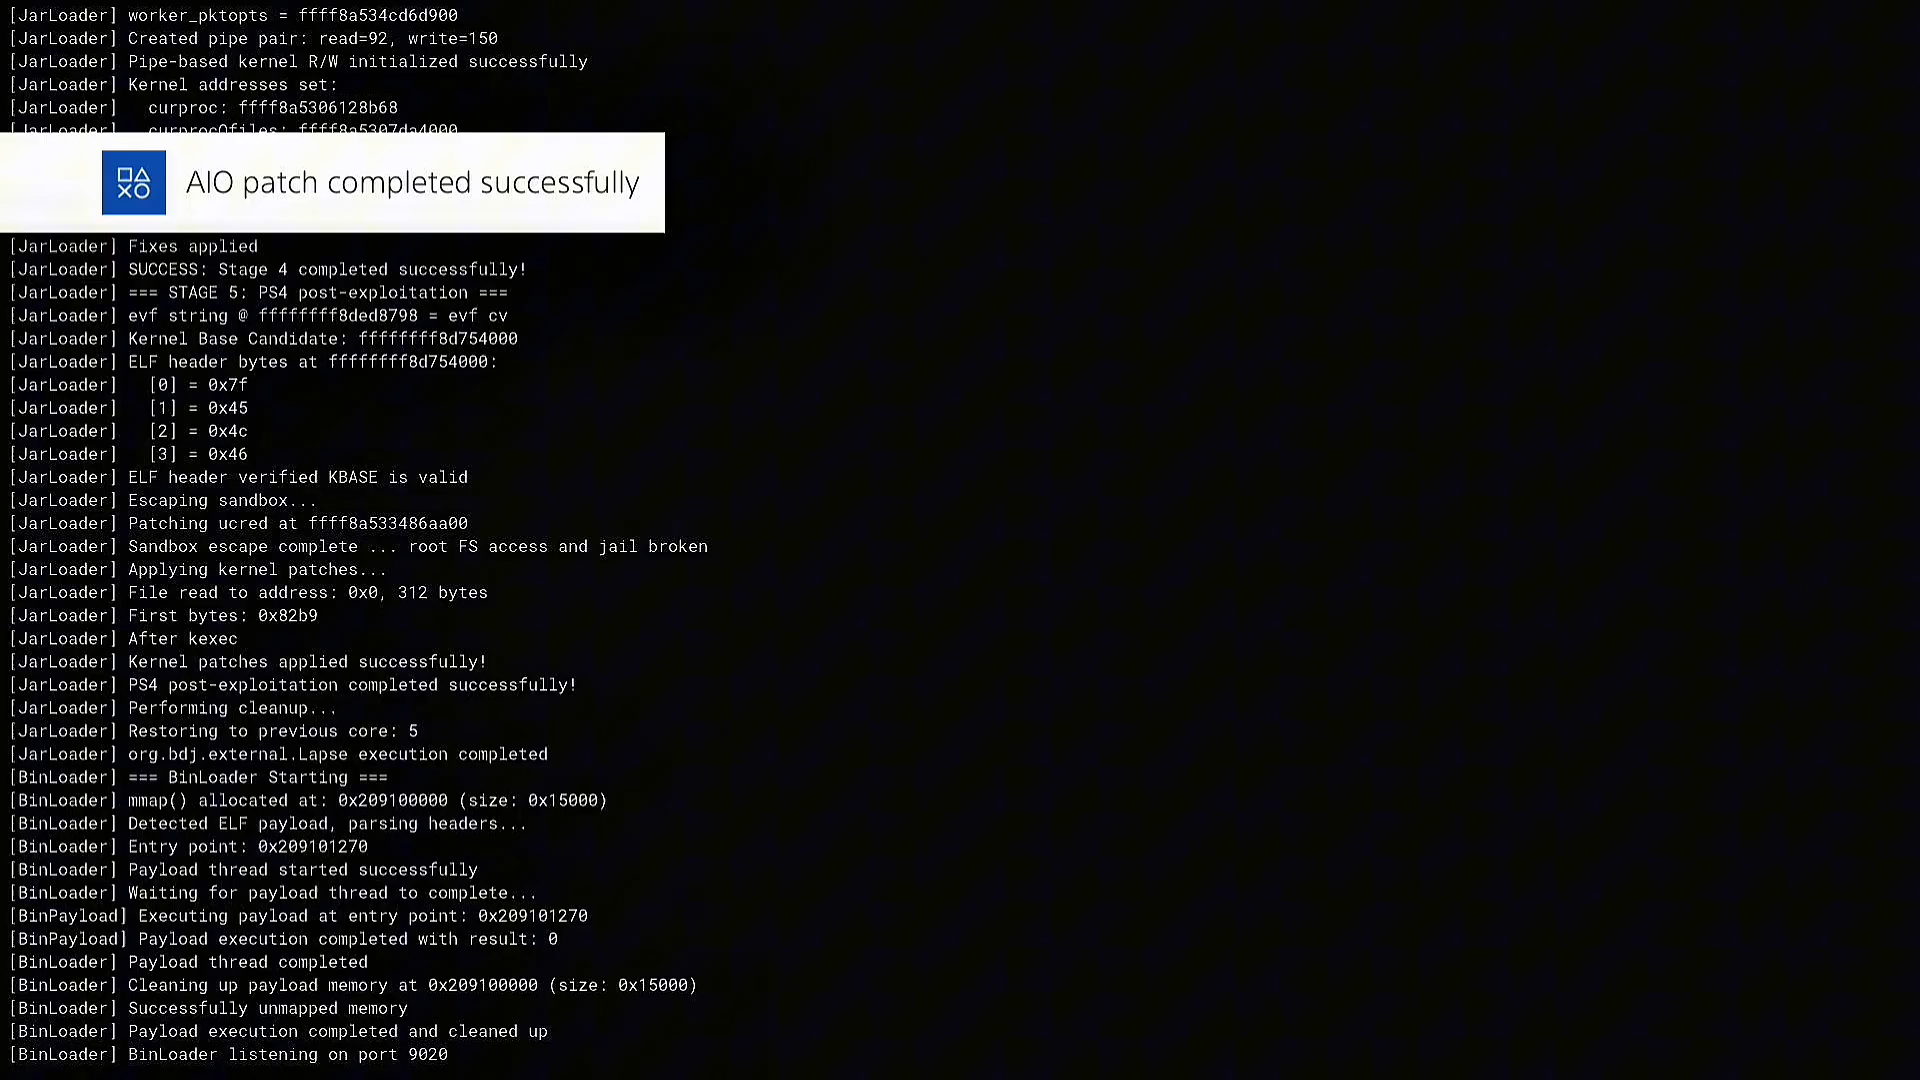 [JarLoader] worker_pktopts = ffff8a534cd6d900
[JarLoader] Created pipe pair: read=92, write=150
[JarLoader] Pipe-based kernel R/W initialized successfully
[JarLoader] Kernel addresses set:
[JarLoader]   curproc: ffff8a5306128b68
[JarLoader]   curprocOfiles: ffff8a5307da4000
AIO patch completed successfully
[JarLoader] Fixes applied
[JarLoader] SUCCESS: Stage 4 completed successfully!
[JarLoader] === STAGE 5: PS4 post-exploitation ===
[JarLoader] evf string @ ffffffff8ded8798 = evf cv
[JarLoader] Kernel Base Candidate: ffffffff8d754000
[JarLoader] ELF header bytes at ffffffff8d754000:
[JarLoader]   [0] = 0x7f
[JarLoader]   [1] = 0x45
[JarLoader]   [2] = 0x4c
[JarLoader]   [3] = 0x46
[JarLoader] ELF header verified KBASE is valid
[JarLoader] Escaping sandbox...
[JarLoader] Patching ucred at ffff8a533486aa00
[JarLoader] Sandbox escape complete ... root FS access and jail broken
[JarLoader] Applying kernel patches...
[JarLoader] File read to address: 0x0, 312 bytes
[JarLoader] First bytes: 0x82b9
[JarLoader] After kexec
[JarLoader] Kernel patches applied successfully!
[JarLoader] PS4 post-exploitation completed successfully!
[JarLoader] Performing cleanup...
[JarLoader] Restoring to previous core: 5
[JarLoader] org.bdj.external.Lapse execution completed
[BinLoader] === BinLoader Starting ===
[BinLoader] mmap() allocated at: 0x209100000 (size: 0x15000)
[BinLoader] Detected ELF payload, parsing headers...
[BinLoader] Entry point: 0x209101270
[BinLoader] Payload thread started successfully
[BinLoader] Waiting for payload thread to complete...
[BinPayload] Executing payload at entry point: 0x209101270
[BinPayload] Payload execution completed with result: 0
[BinLoader] Payload thread completed
[BinLoader] Cleaning up payload memory at 0x209100000 (size: 0x15000)
[BinLoader] Successfully unmapped memory
[BinLoader] Payload execution completed and cleaned up
[BinLoader] BinLoader listening on port 9020